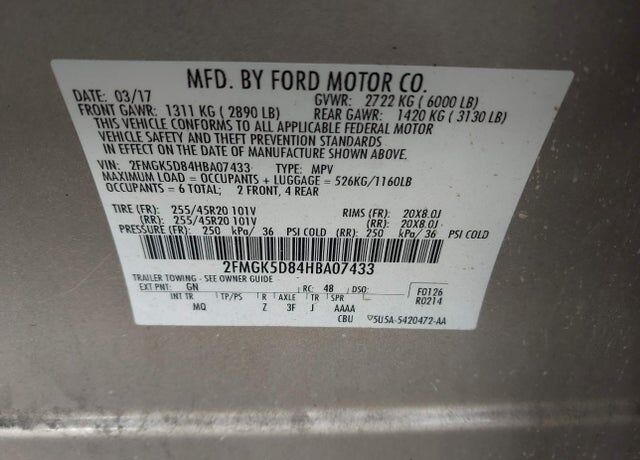 MFD. BY FORD MOTOR CO.
DATE: 03/17 GVWR: 2722 KG ( 6000 LB)
FRONT GAWR: 1311 KG ( 2890 LB) REAR GAWR: 1420 KG ( 3130 LB)
THIS VEHICLE CONFORMS TO ALL APPLICABLE FEDERAL MOTOR
VEHICLE SAFETY AND THEFT PREVENTION STANDARDS
IN EFFECT ON THE DATE OF MANUFACTURE SHOWN ABOVE.
VIN: 2FMGK5D84HBA07433 TYPE: MPV
MAXIMUM LOAD = OCCUPANTS + LUGGAGE = 526KG/1160LB
OCCUPANTS = 6 TOTAL; 2 FRONT, 4 REAR
TIRE (FR): 255/45R20 101V RIMS (FR): 20X8.0J
(RR): 255/45R20 101V (RR): 20X8.0J
PRESSURE (FR): 250 kPa/ 36 PSI COLD (RR): 250 kPa/ 36 PSI COLD
2FMGK5D84HBA07433
TRAILER TOWING - SEE OWNER GUIDE
EXT PNT: GN RC: 48 DSO: F0126
INT TR TP/PS R AXLE TR SPR R0214
MQ Z 3F J AAAA
CBU 5U5A-5420472-AA